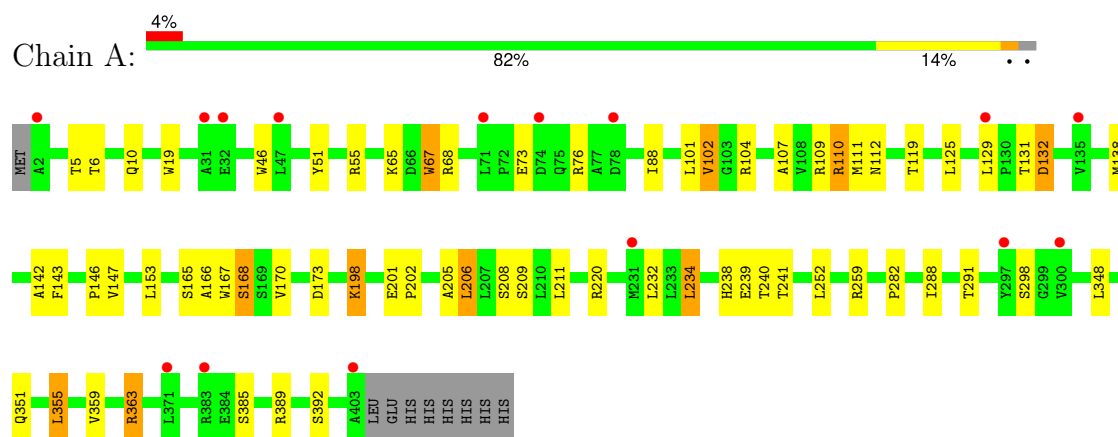 4%
Chain A:
82% 14% • •
MET A2 T5 T6 Q10 W19 A31 E32 W46 L47 Y51 R55 K65 D66 W67 R68 L71 P72 E73 D74 Q75 R76 A77 D78 I88 L101 V102 G103 R104 A107 V108 R109 R110 M111 N112 T119 L125 L129 P130 T131 D132 V135 M138
A142 F143 P146 V147 L153 S165 A166 W167 S168 S169 V170 D173 K198 E201 P202 A205 L206 L207 S208 S209 L210 L211 R220 M231 L232 L233 L234 H238 E239 T240 T241 L252 R259 P282 I288 T291 Y297 S298 G299 V300 L348
Q351 L355 V359 R363 L371 R383 E384 S385 R389 S392 A403 LEU GLU HIS HIS HIS HIS HIS HIS